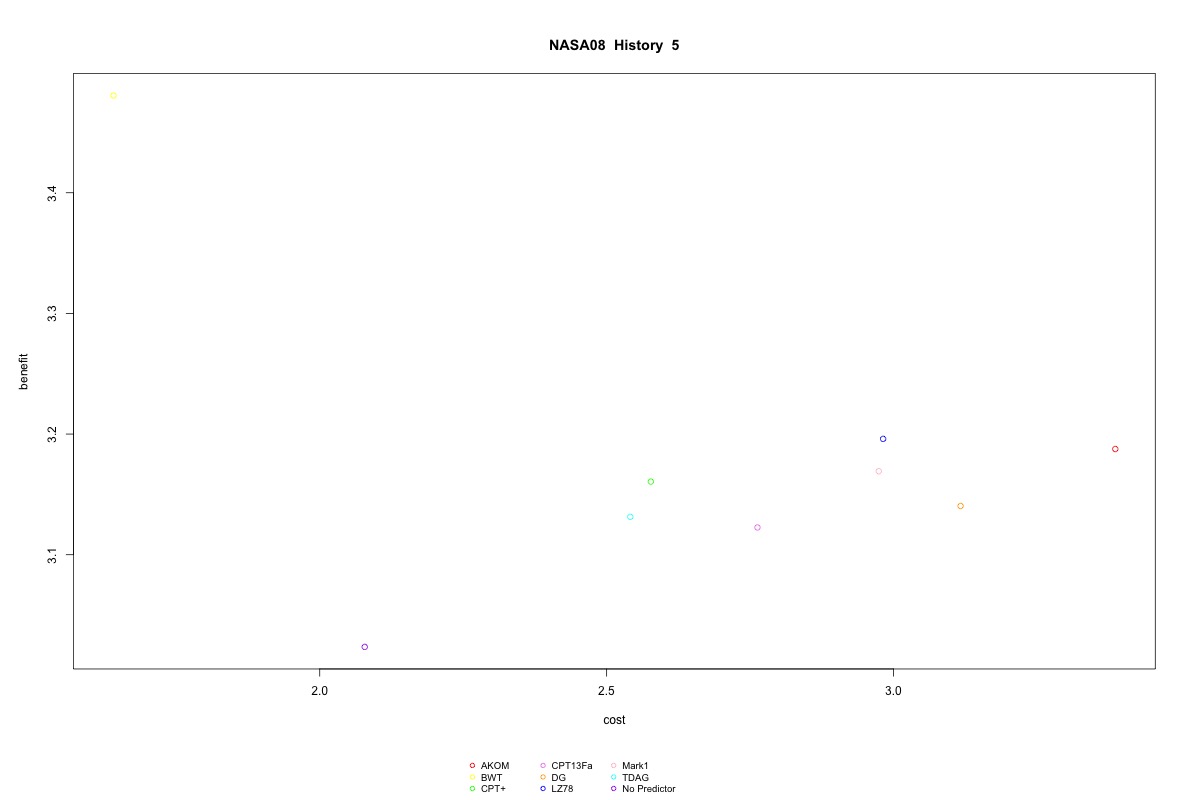 NASA08 History 5
3.4
3.3
3.2
3.1
benefit
2.0 2.5 3.0
cost
AKOM CPT13Fa Mark1
BWT DG TDAG
CPT+ LZ78 No Predictor